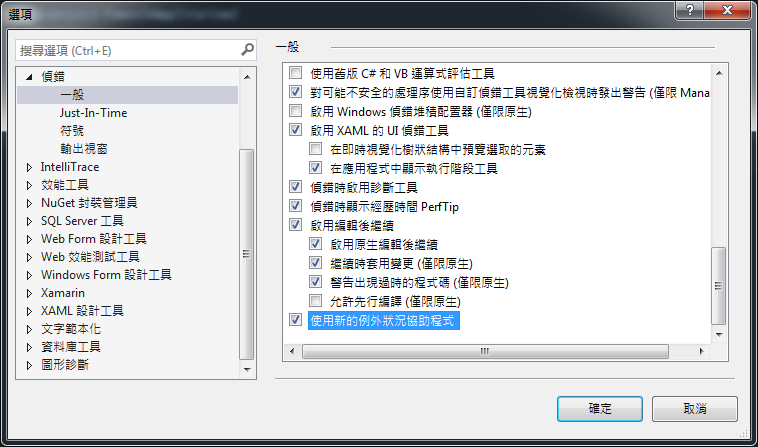 選項
搜尋選項 (Ctrl+E)
偵錯
一般
Just-In-Time
符號
輸出視窗
IntelliTrace
效能工具
NuGet 封裝管理員
SQL Server 工具
Web Form 設計工具
Web 效能測試工具
Windows Form 設計工具
Xamarin
XAML 設計工具
文字範本化
資料庫工具
圖形診斷
一般
使用舊版 C# 和 VB 運算式評估工具
對可能不安全的處理序使用自訂偵錯工具視覺化檢視時發出警告 (僅限 Mana
啟用 Windows 偵錯堆積配置器 (僅限原生)
啟用 XAML 的 UI 偵錯工具
在即時視覺化樹狀結構中預覽選取的元素
在應用程式中顯示執行階段工具
偵錯時啟用診斷工具
偵錯時顯示經歷時間 PerfTip
啟用編輯後繼續
啟用原生編輯後繼續
繼續時套用變更 (僅限原生)
警告出現過時的程式碼 (僅限原生)
允許先行編譯 (僅限原生)
使用新的例外狀況協助程式
確定
取消